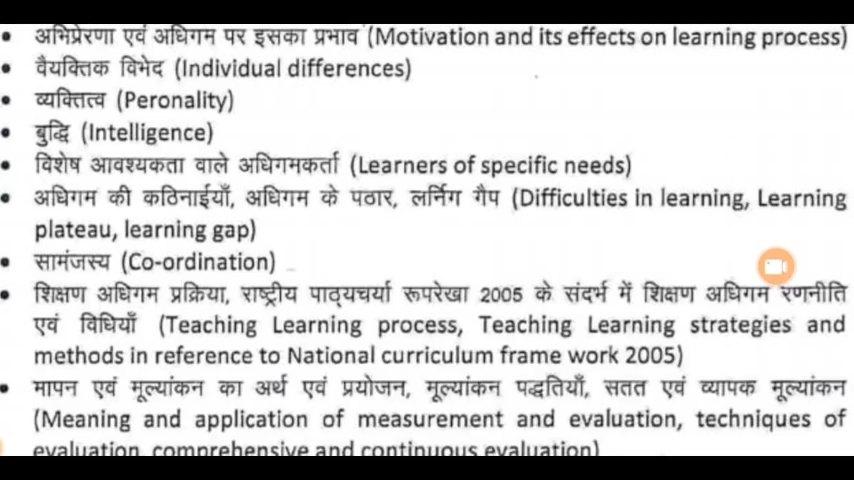 • अभिप्रेरणा एवं अधिगम पर इसका प्रभाव (Motivation and its effects on learning process)
• वैयक्तिक विभेद (Individual differences)
• व्यक्तित्व (Peronality)
• बुद्धि (Intelligence)
• विशेष आवश्यकता वाले अधिगमकर्ता (Learners of specific needs)
• अधिगम की कठिनाईयाँ, अधिगम के पठार, लर्निग गैप (Difficulties in learning, Learning
plateau, learning gap)
• सामंजस्य (Co-ordination)
• शिक्षण अधिगम प्रक्रिया, राष्ट्रीय पाठ्यचर्या रूपरेखा 2005 के संदर्भ में शिक्षण अधिगम रणनीति
एवं विधियाँ (Teaching Learning process, Teaching Learning strategies and
methods in reference to National curriculum frame work 2005)
• मापन एवं मूल्यांकन का अर्थ एवं प्रयोजन, मूल्यांकन पद्धतियाँ, सतत एवं व्यापक मूल्यांकन
(Meaning and application of measurement and evaluation, techniques of
evaluation, comprehensive and continuous evaluation)